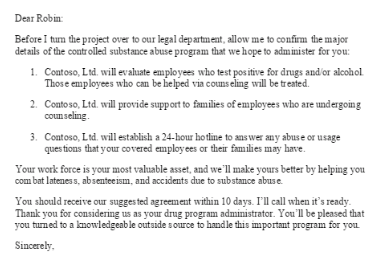 Dear Robin:
Before I turn the project over to our legal department, allow me to confirm the major
details of the controlled substance abuse program that we hope to administer for you:
1. Contoso, Ltd. will evaluate employees who test positive for drugs and/or alcohol.
Those employees who can be helped via counseling will be treated.
2. Contoso, Ltd. will provide support to families of employees who are undergoing
counseling.
3. Contoso, Ltd. will establish a 24-hour hotline to answer any abuse or usage
questions that your covered employees or their families may have.
Your work force is your most valuable asset, and we'll make yours better by helping you
combat lateness, absenteeism, and accidents due to substance abuse.
You should receive our suggested agreement within 10 days. I'll call when it's ready.
Thank you for considering us as your drug program administrator. You'll be pleased that
you turned to a knowledgeable outside source to handle this important program for you.
Sincerely,